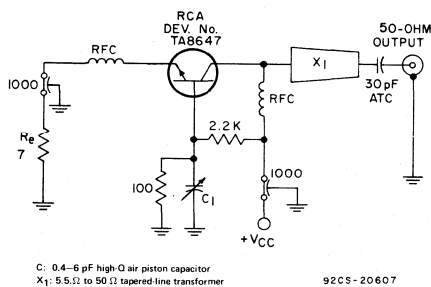 RCA
DEV. No.
TA8647
RFC
1000
Re
7
100
C1
2.2 K
RFC
1000
+VCC
X1
30 pF
ATC
50-OHM
OUTPUT
C: 0.4–6 pF high-Q air piston capacitor
X1: 5.5.Ω to 50 Ω tapered-line transformer
92CS-20607